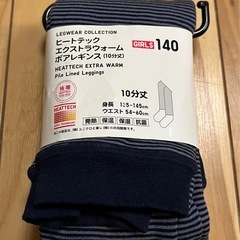 LEGWEAR COLLECTION
ヒートテック
エクストラウォーム
ボアレギンス(10分丈)
HEATTECH EXTRA WARM
Pile Lined Leggings
GIRLS 140
極暖
HEATTECH
10分丈
身長 135-145cm
ウエスト 54-60cm
発熱 保温 保湿 抗菌